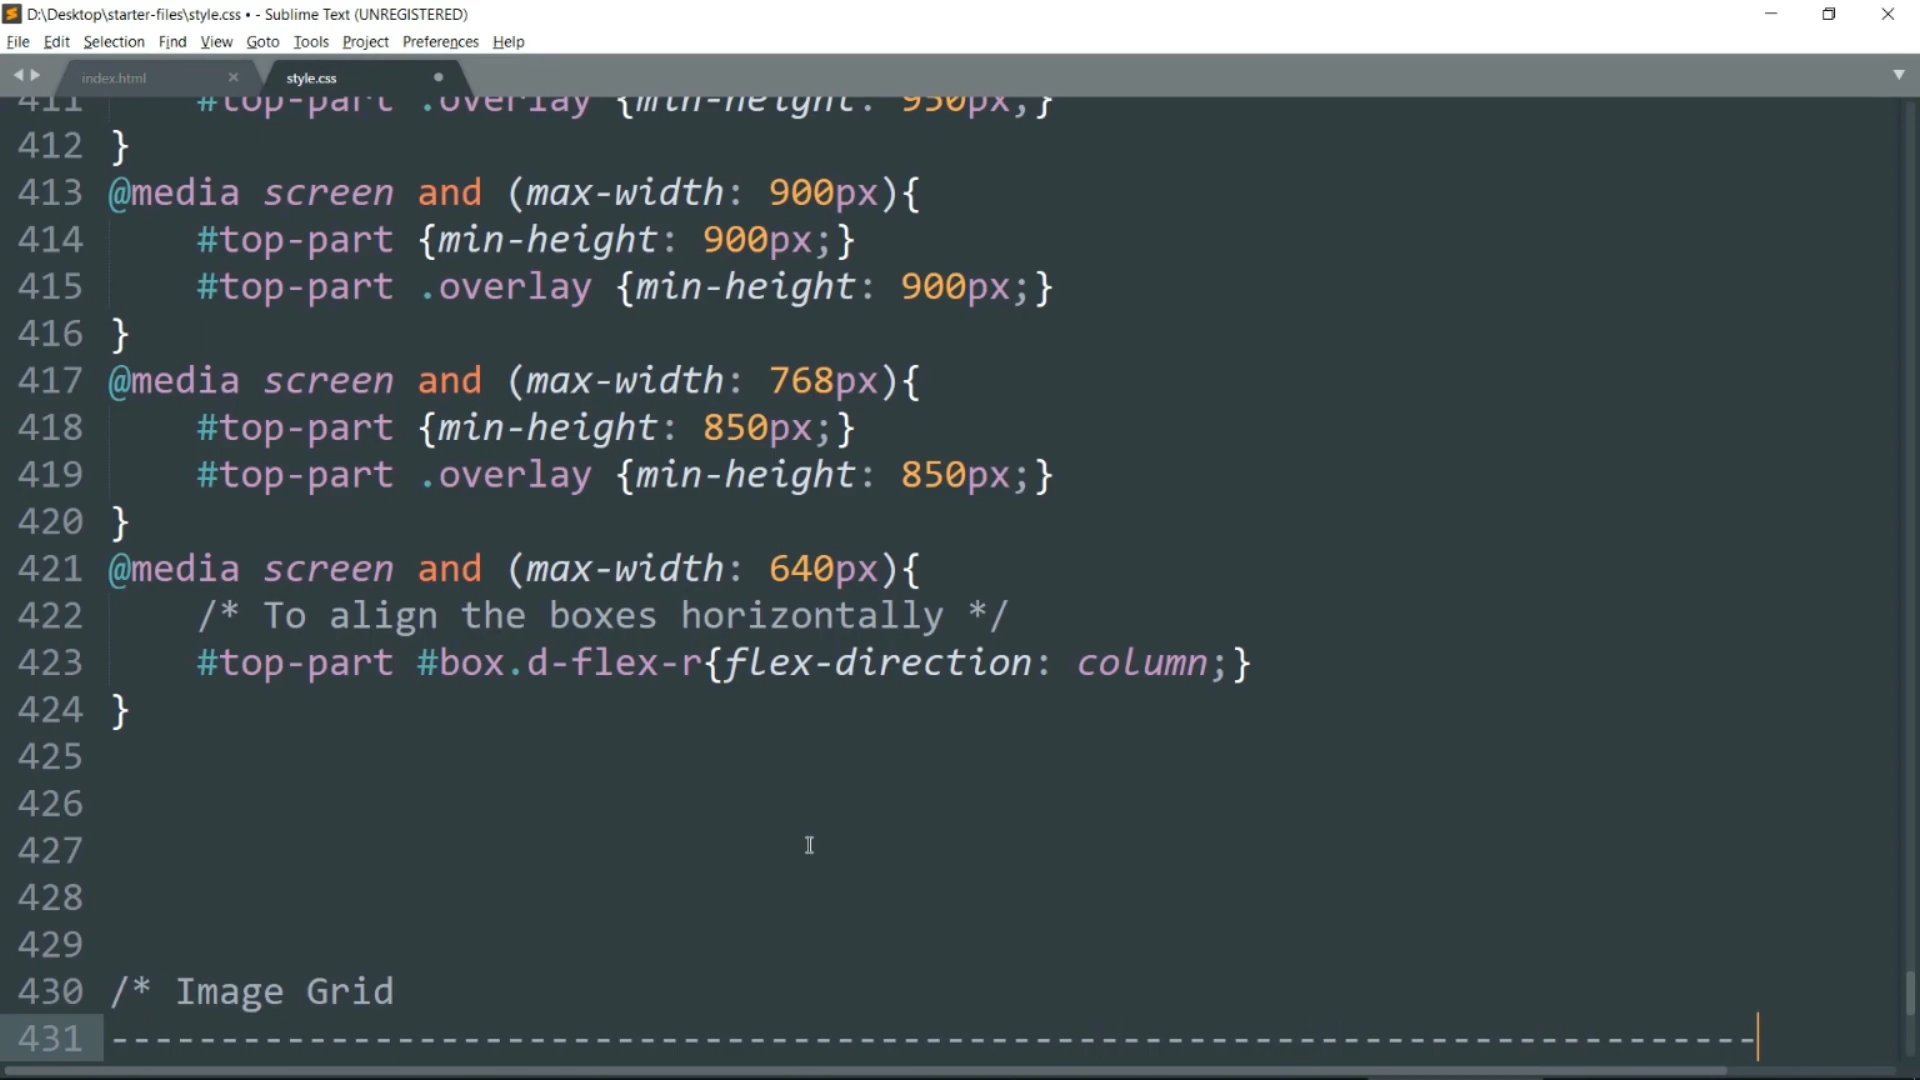 D:\Desktop\starter-files\style.css • - Sublime Text (UNREGISTERED)
File Edit Selection Find View Goto Tools Project Preferences Help
index.html style.css
411 #top-part .overlay {min-height: 950px;}
412 }
413 @media screen and (max-width: 900px){
414 #top-part {min-height: 900px;}
415 #top-part .overlay {min-height: 900px;}
416 }
417 @media screen and (max-width: 768px){
418 #top-part {min-height: 850px;}
419 #top-part .overlay {min-height: 850px;}
420 }
421 @media screen and (max-width: 640px){
422 /* To align the boxes horizontally */
423 #top-part #box.d-flex-r{flex-direction: column;}
424 }
425
426
427
428
429
430 /* Image Grid
431 ---------------------------------------------------------------------------